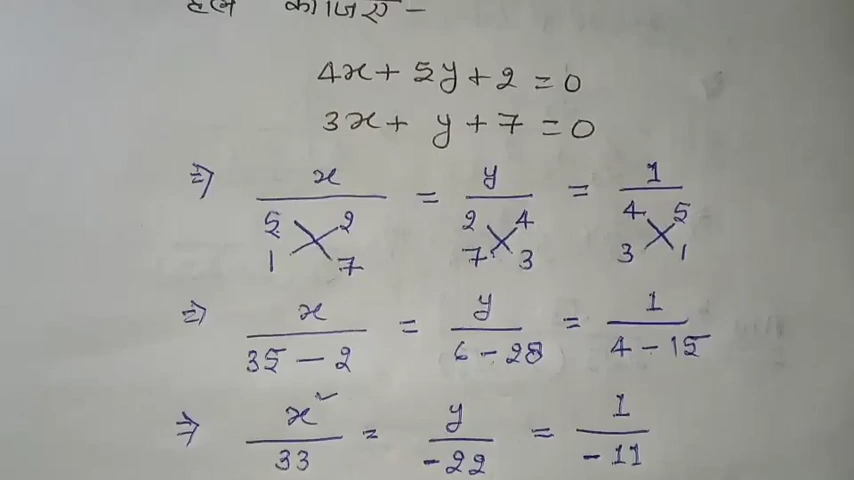 हल कीजिए –
4x + 5y + 2 = 0
3x + y + 7 = 0
⇒ x / (5 2 / 1 7) = y / (2 4 / 7 3) = 1 / (4 5 / 3 1)
⇒ x / (35 – 2) = y / (6 – 28) = 1 / (4 – 15)
⇒ x / 33 = y / -22 = 1 / -11